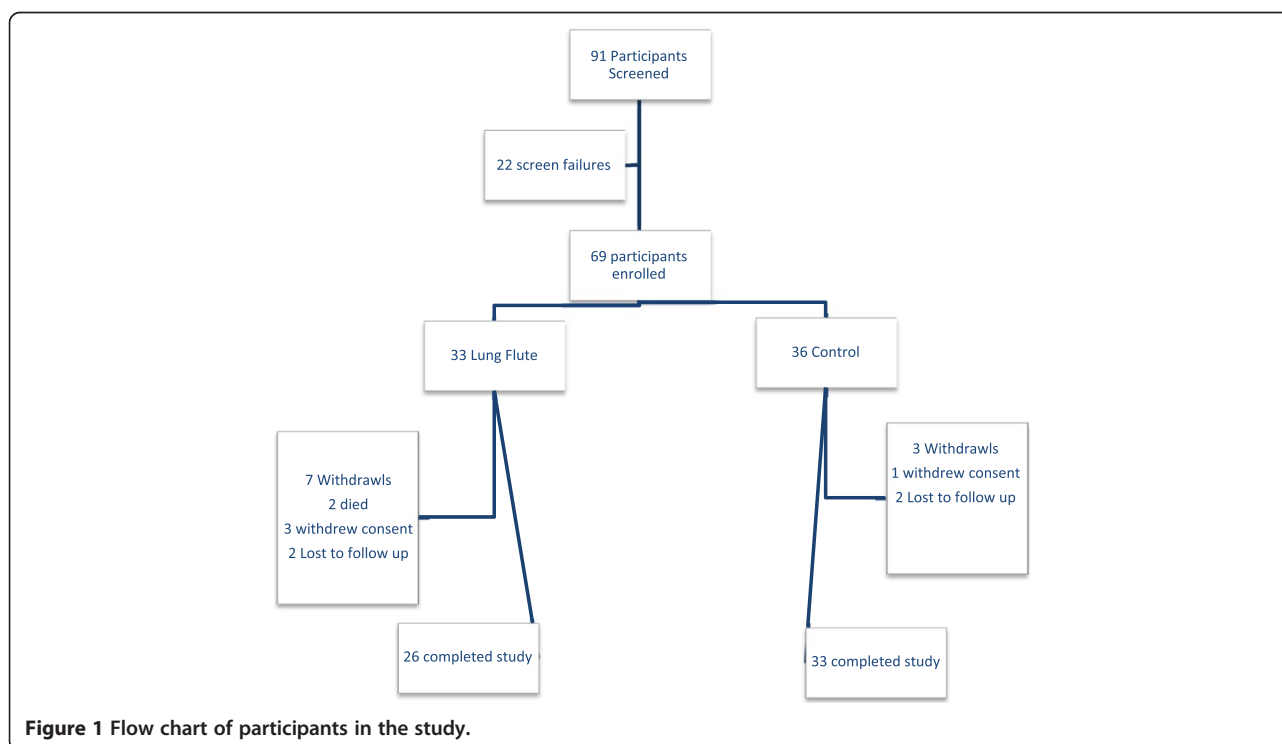 91 Participants
Screened
22 screen failures
69 participants
enrolled
33 Lung Flute
36 Control
7 Withdrawls
2 died
3 withdrew consent
2 Lost to follow up
3 Withdrawls
1 withdrew consent
2 Lost to follow up
26 completed study
33 completed study
Figure 1 Flow chart of participants in the study.